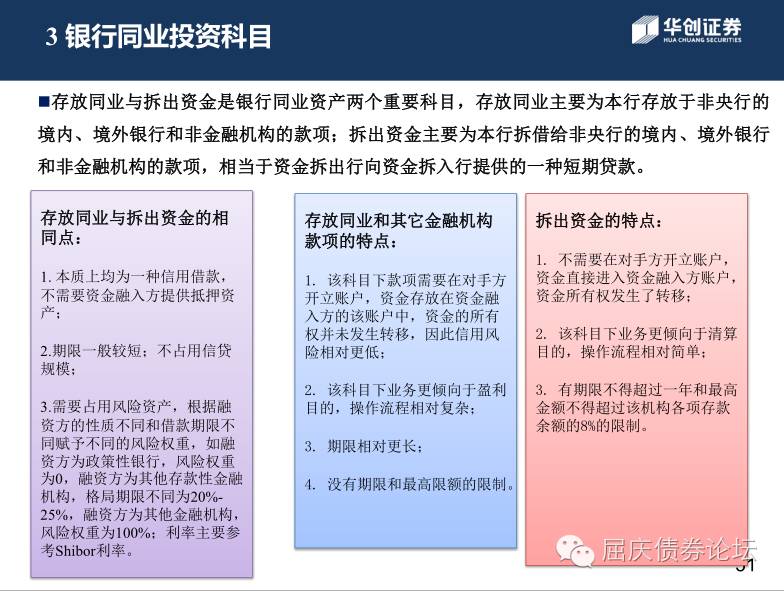 3 银行同业投资科目
华创证券
HUA CHUANG SECURITIES
■存放同业与拆出资金是银行同业资产两个重要科目，存放同业主要为本行存放于非央行的
境内、境外银行和非金融机构的款项；拆出资金主要为本行拆借给非央行的境内、境外银行
和非金融机构的款项，相当于资金拆出行向资金拆入行提供的一种短期贷款。
存放同业与拆出资金的相
同点：
1. 本质上均为一种信用借款，
不需要资金融入方提供抵押资
产；
2.期限一般较短；不占用信贷
规模；
3.需要占用风险资产，根据融
资方的性质不同和借款期限不
同赋予不同的风险权重，如融
资方为政策性银行，风险权重
为0，融资方为其他存款性金融
机构，格局期限不同为20%-
25%，融资方为其他金融机构，
风险权重为100%；利率主要参
考Shibor利率。
存放同业和其它金融机构
款项的特点：
1. 该科目下款项需要在对手方
开立账户，资金存放在资金融
入方的该账户中，资金的所有
权并未发生转移，因此信用风
险相对更低；
2. 该科目下业务更倾向于盈利
目的，操作流程相对复杂；
3. 期限相对更长；
4. 没有期限和最高限额的限制。
拆出资金的特点：
1. 不需要在对手方开立账户，
资金直接进入资金融入方账户，
资金所有权发生了转移；
2. 该科目下业务更倾向于清算
目的，操作流程相对简单；
3. 有期限不得超过一年和最高
金额不得超过该机构各项存款
余额的8%的限制。
屈庆债券论坛